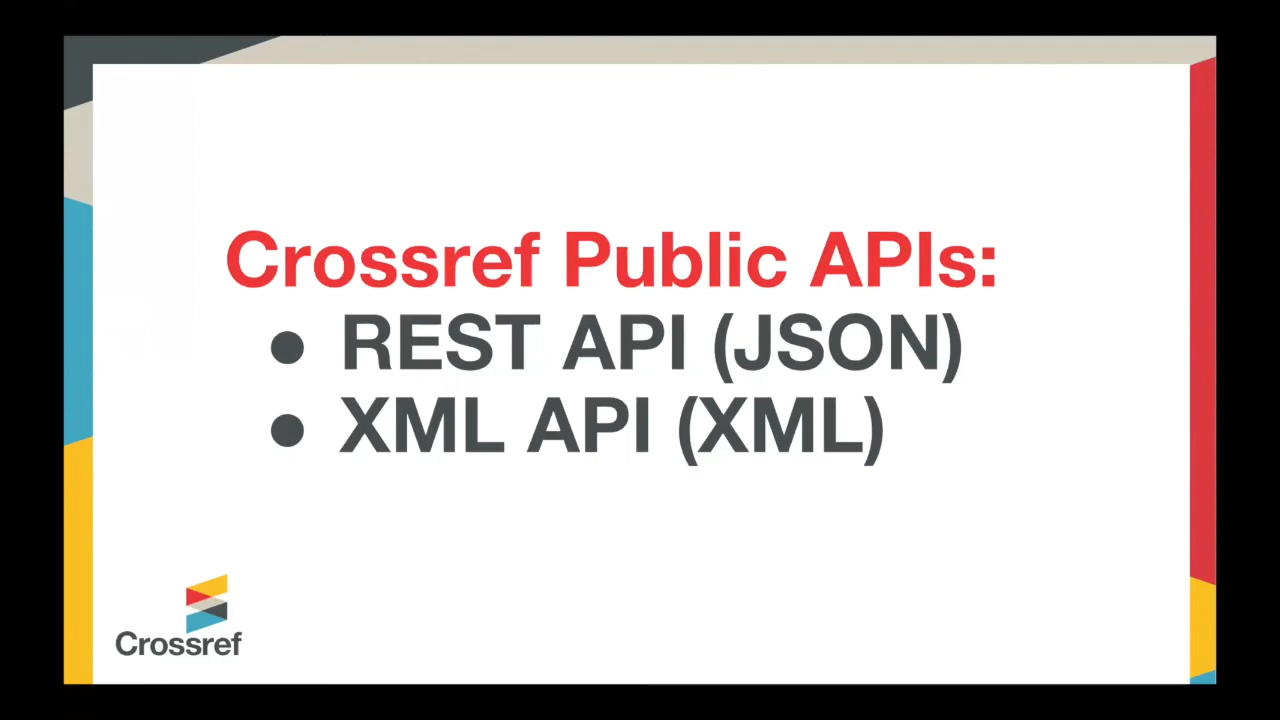 Crossref Public APIs:
● REST API (JSON)
● XML API (XML)
Crossref